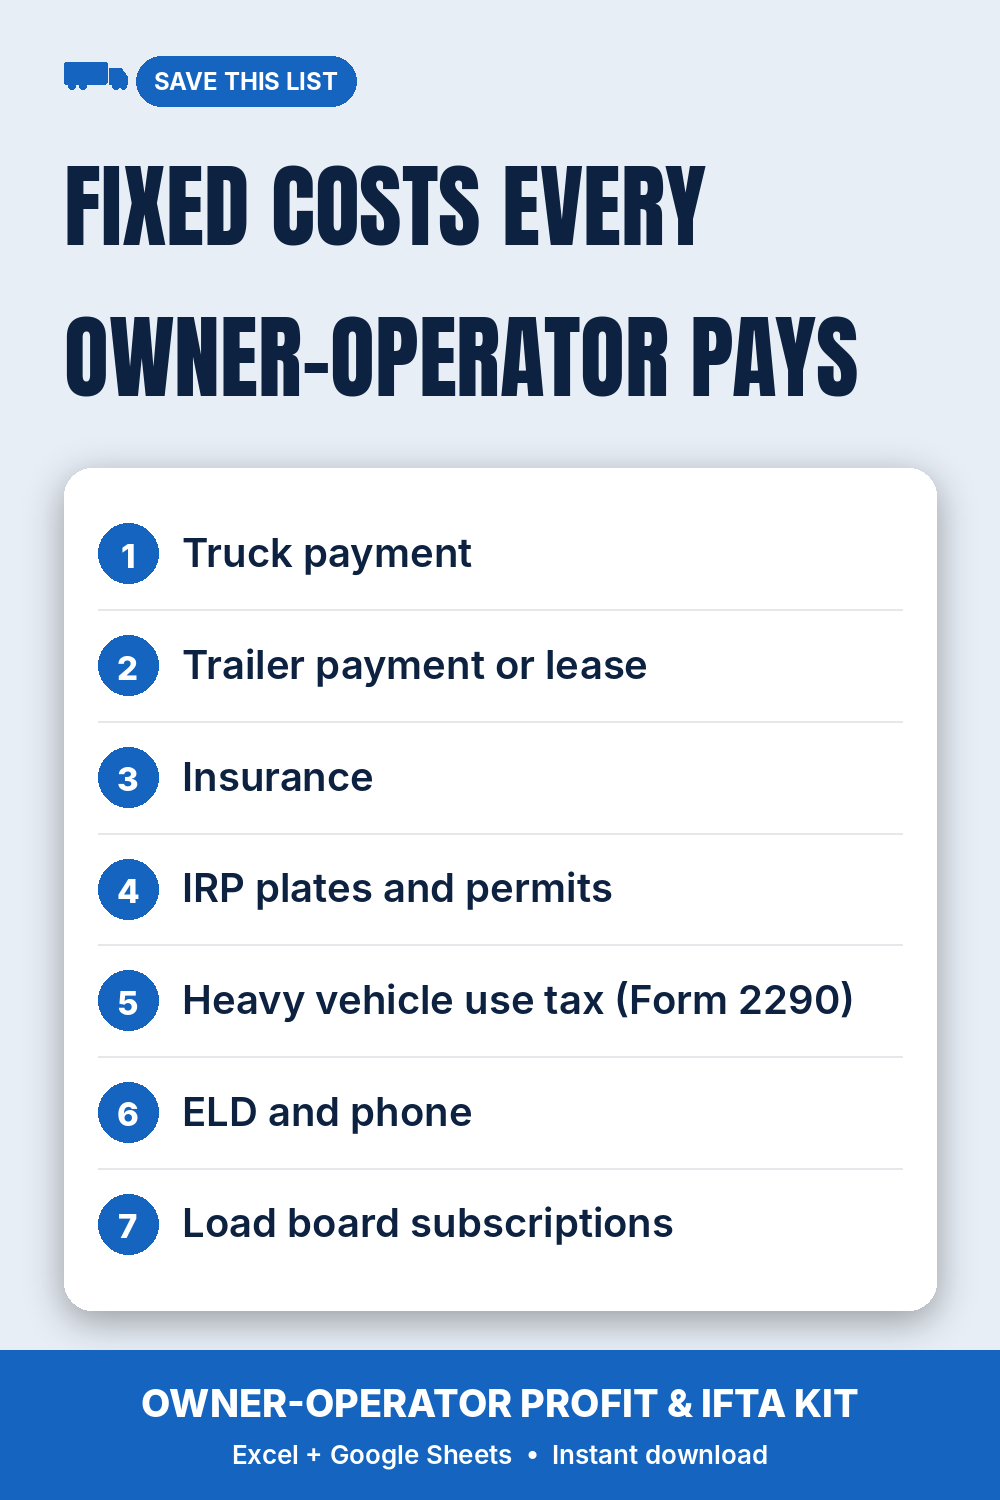 SAVE THIS LIST
FIXED COSTS EVERY
OWNER-OPERATOR PAYS
1 Truck payment
2 Trailer payment or lease
3 Insurance
4 IRP plates and permits
5 Heavy vehicle use tax (Form 2290)
6 ELD and phone
7 Load board subscriptions
OWNER-OPERATOR PROFIT & IFTA KIT
Excel + Google Sheets • Instant download